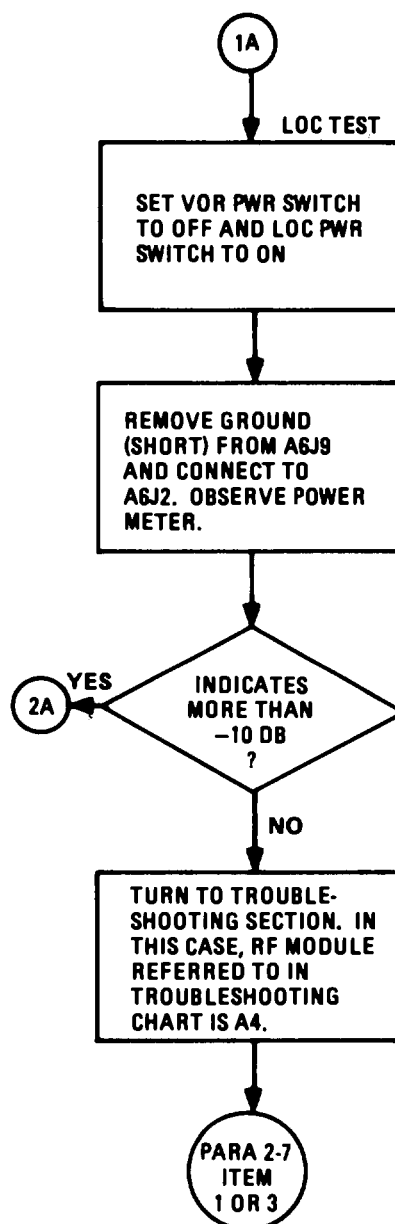 1A
LOC TEST
SET VOR PWR SWITCH
TO OFF AND LOC PWR
SWITCH TO ON
REMOVE GROUND
(SHORT) FROM A6J9
AND CONNECT TO
A6J2. OBSERVE POWER
METER.
2A
YES
INDICATES
MORE THAN
–10 DB
?
NO
TURN TO TROUBLE-
SHOOTING SECTION. IN
THIS CASE, RF MODULE
REFERRED TO IN
TROUBLESHOOTING
CHART IS A4.
PARA 2-7
ITEM
1 OR 3